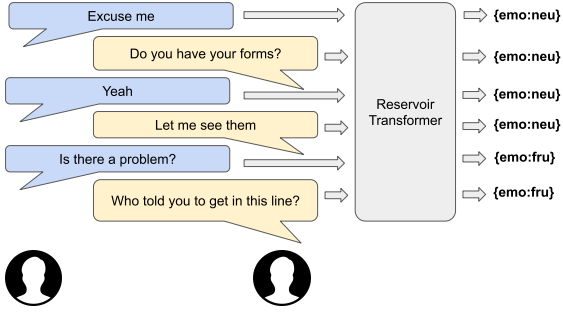 Excuse me
{emo:neu}
Do you have your forms?
{emo:neu}
Yeah
{emo:neu}
Let me see them
{emo:neu}
Is there a problem?
{emo:fru}
Who told you to get in this line?
{emo:fru}
Reservoir
Transformer